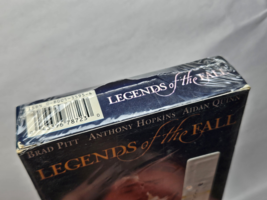 LEGENDS of the FALL
BRAD PITT ANTHONY HOPKINS AIDAN QUINN
LEGENDS of the FALL